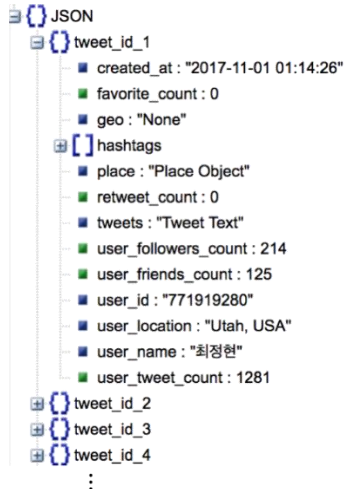 JSON
tweet_id_1
created_at : "2017-11-01 01:14:26"
favorite_count : 0
geo : "None"
hashtags
place : "Place Object"
retweet_count : 0
tweets : "Tweet Text"
user_followers_count : 214
user_friends_count : 125
user_id : "771919280"
user_location : "Utah, USA"
user_name : "최정현"
user_tweet_count : 1281
tweet_id_2
tweet_id_3
tweet_id_4